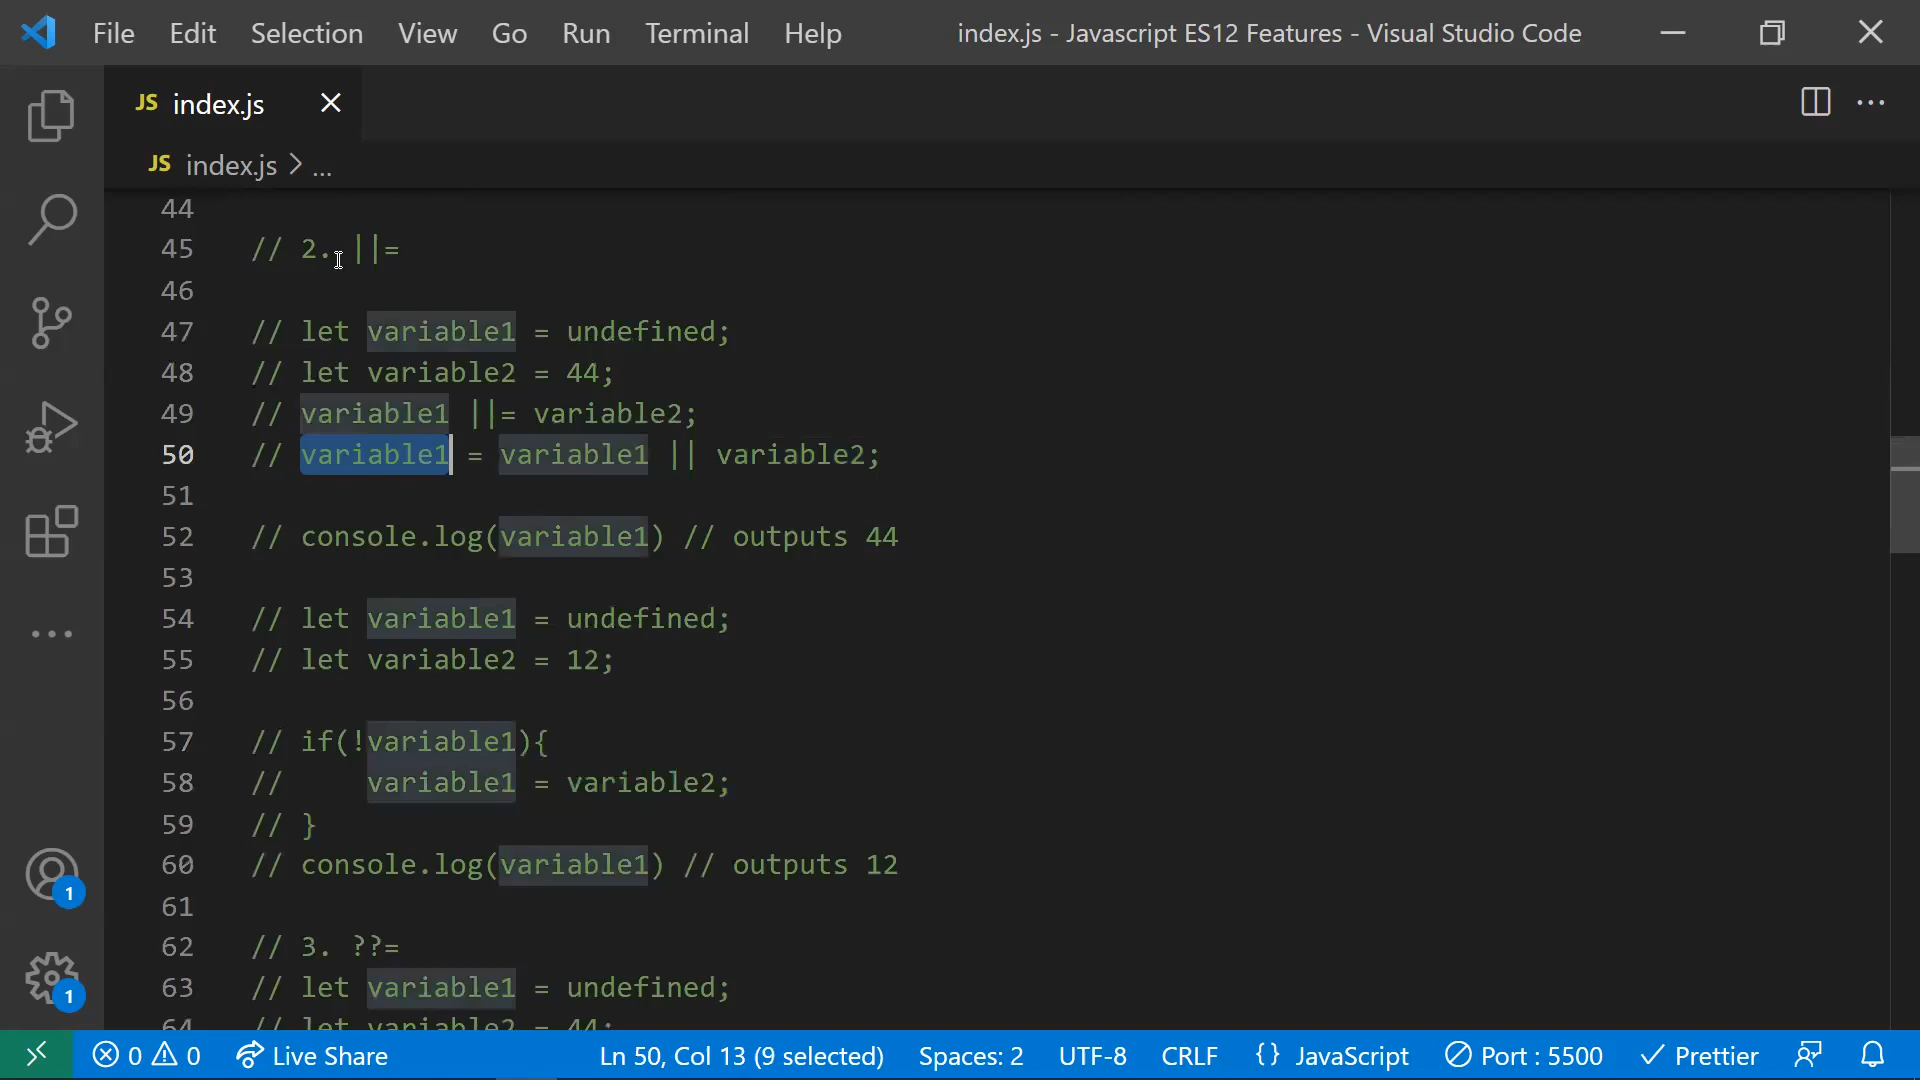 File Edit Selection View Go Run Terminal Help index.js - Javascript ES12 Features - Visual Studio Code
JS index.js
JS index.js > ...
44
45 // 2. ||=
46
47 // let variable1 = undefined;
48 // let variable2 = 44;
49 // variable1 ||= variable2;
50 // variable1 = variable1 || variable2;
51
52 // console.log(variable1) // outputs 44
53
54 // let variable1 = undefined;
55 // let variable2 = 12;
56
57 // if(!variable1){
58 //     variable1 = variable2;
59 // }
60 // console.log(variable1) // outputs 12
61
62 // 3. ??=
63 // let variable1 = undefined;
64 // let variable2 = 44;
1
1
0 0 Live Share Ln 50, Col 13 (9 selected) Spaces: 2 UTF-8 CRLF {} JavaScript Port : 5500 Prettier